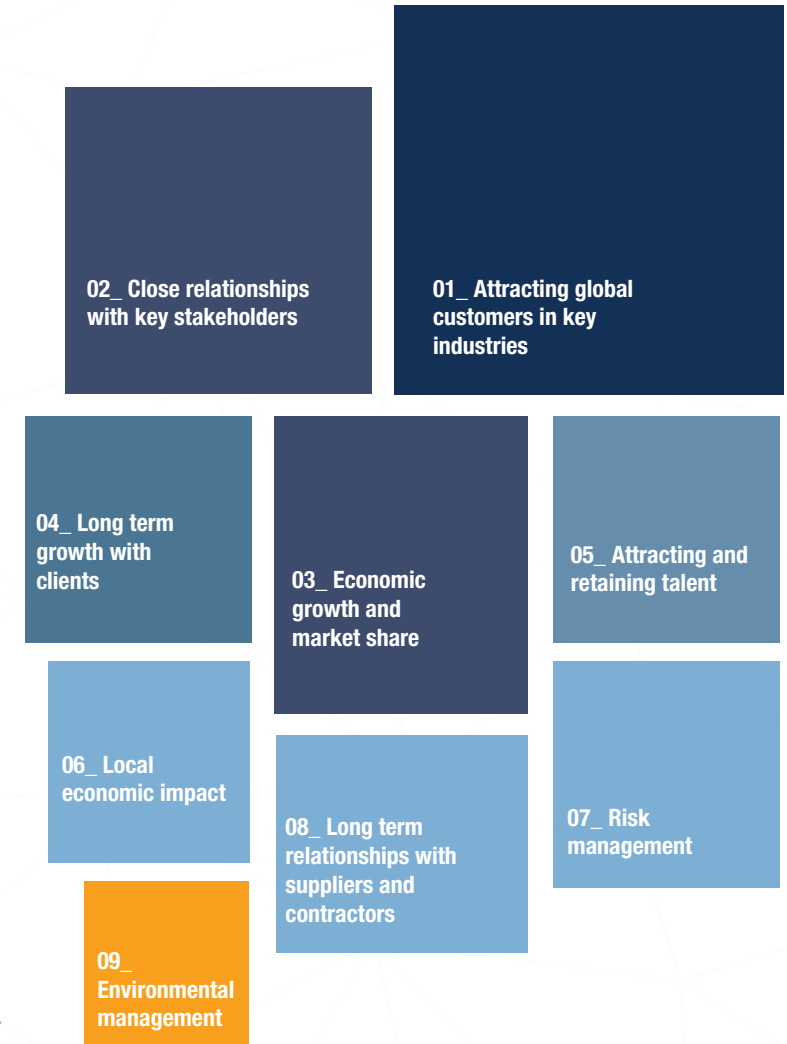 02_ Close relationships
with key stakeholders
01_ Attracting global
customers in key
industries
04_ Long term
growth with
clients
03_ Economic
growth and
market share
05_ Attracting and
retaining talent
06_ Local
economic impact
08_ Long term
relationships with
suppliers and
contractors
07_ Risk
management
09_
Environmental
management